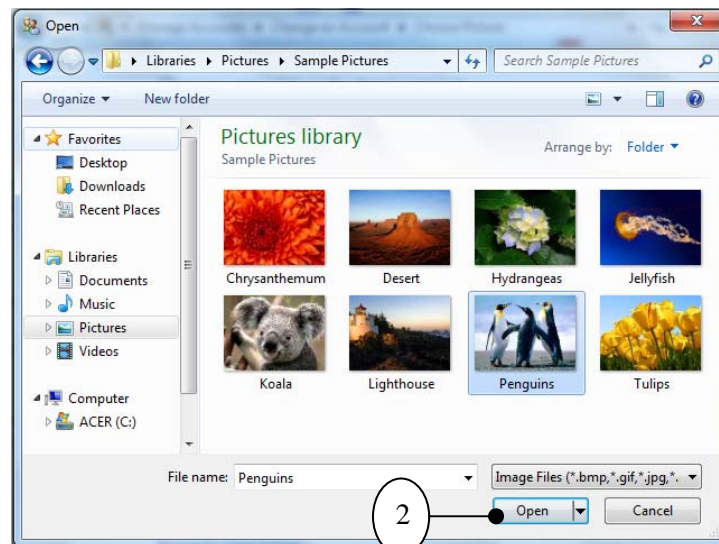 Open
Libraries Pictures Sample Pictures
Search Sample Pictures
Organize
New folder
Favorites
Desktop
Downloads
Recent Places
Libraries
Documents
Music
Pictures
Videos
Computer
ACER (C:)
Pictures library
Sample Pictures
Arrange by: Folder
Chrysanthemum
Desert
Hydrangeas
Jellyfish
Koala
Lighthouse
Penguins
Tulips
File name: Penguins
Image Files (*.bmp,*.gif,*.jpg,*.
2
Open
Cancel